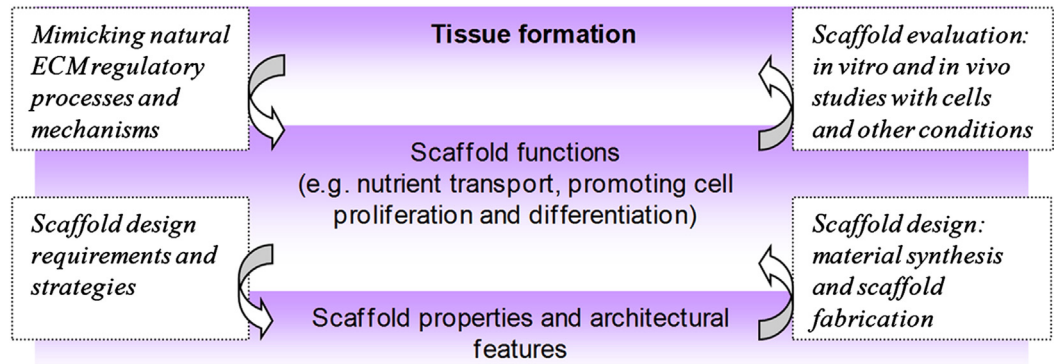 Mimicking natural
ECM regulatory
processes and
mechanisms
Tissue formation
Scaffold evaluation:
in vitro and in vivo
studies with cells
and other conditions
Scaffold functions
(e.g. nutrient transport, promoting cell
proliferation and differentiation)
Scaffold design
requirements and
strategies
Scaffold design:
material synthesis
and scaffold
fabrication
Scaffold properties and architectural
features